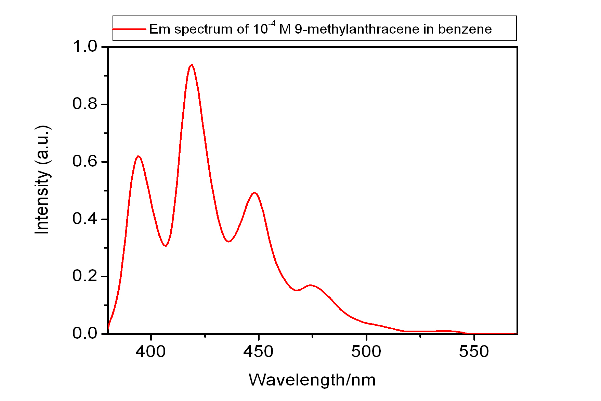 Em spectrum of 10⁻⁴ M 9-methylanthracene in benzene
1.0
0.8
0.6
0.4
0.2
0.0
Intensity (a.u.)
400 450 500 550
Wavelength/nm